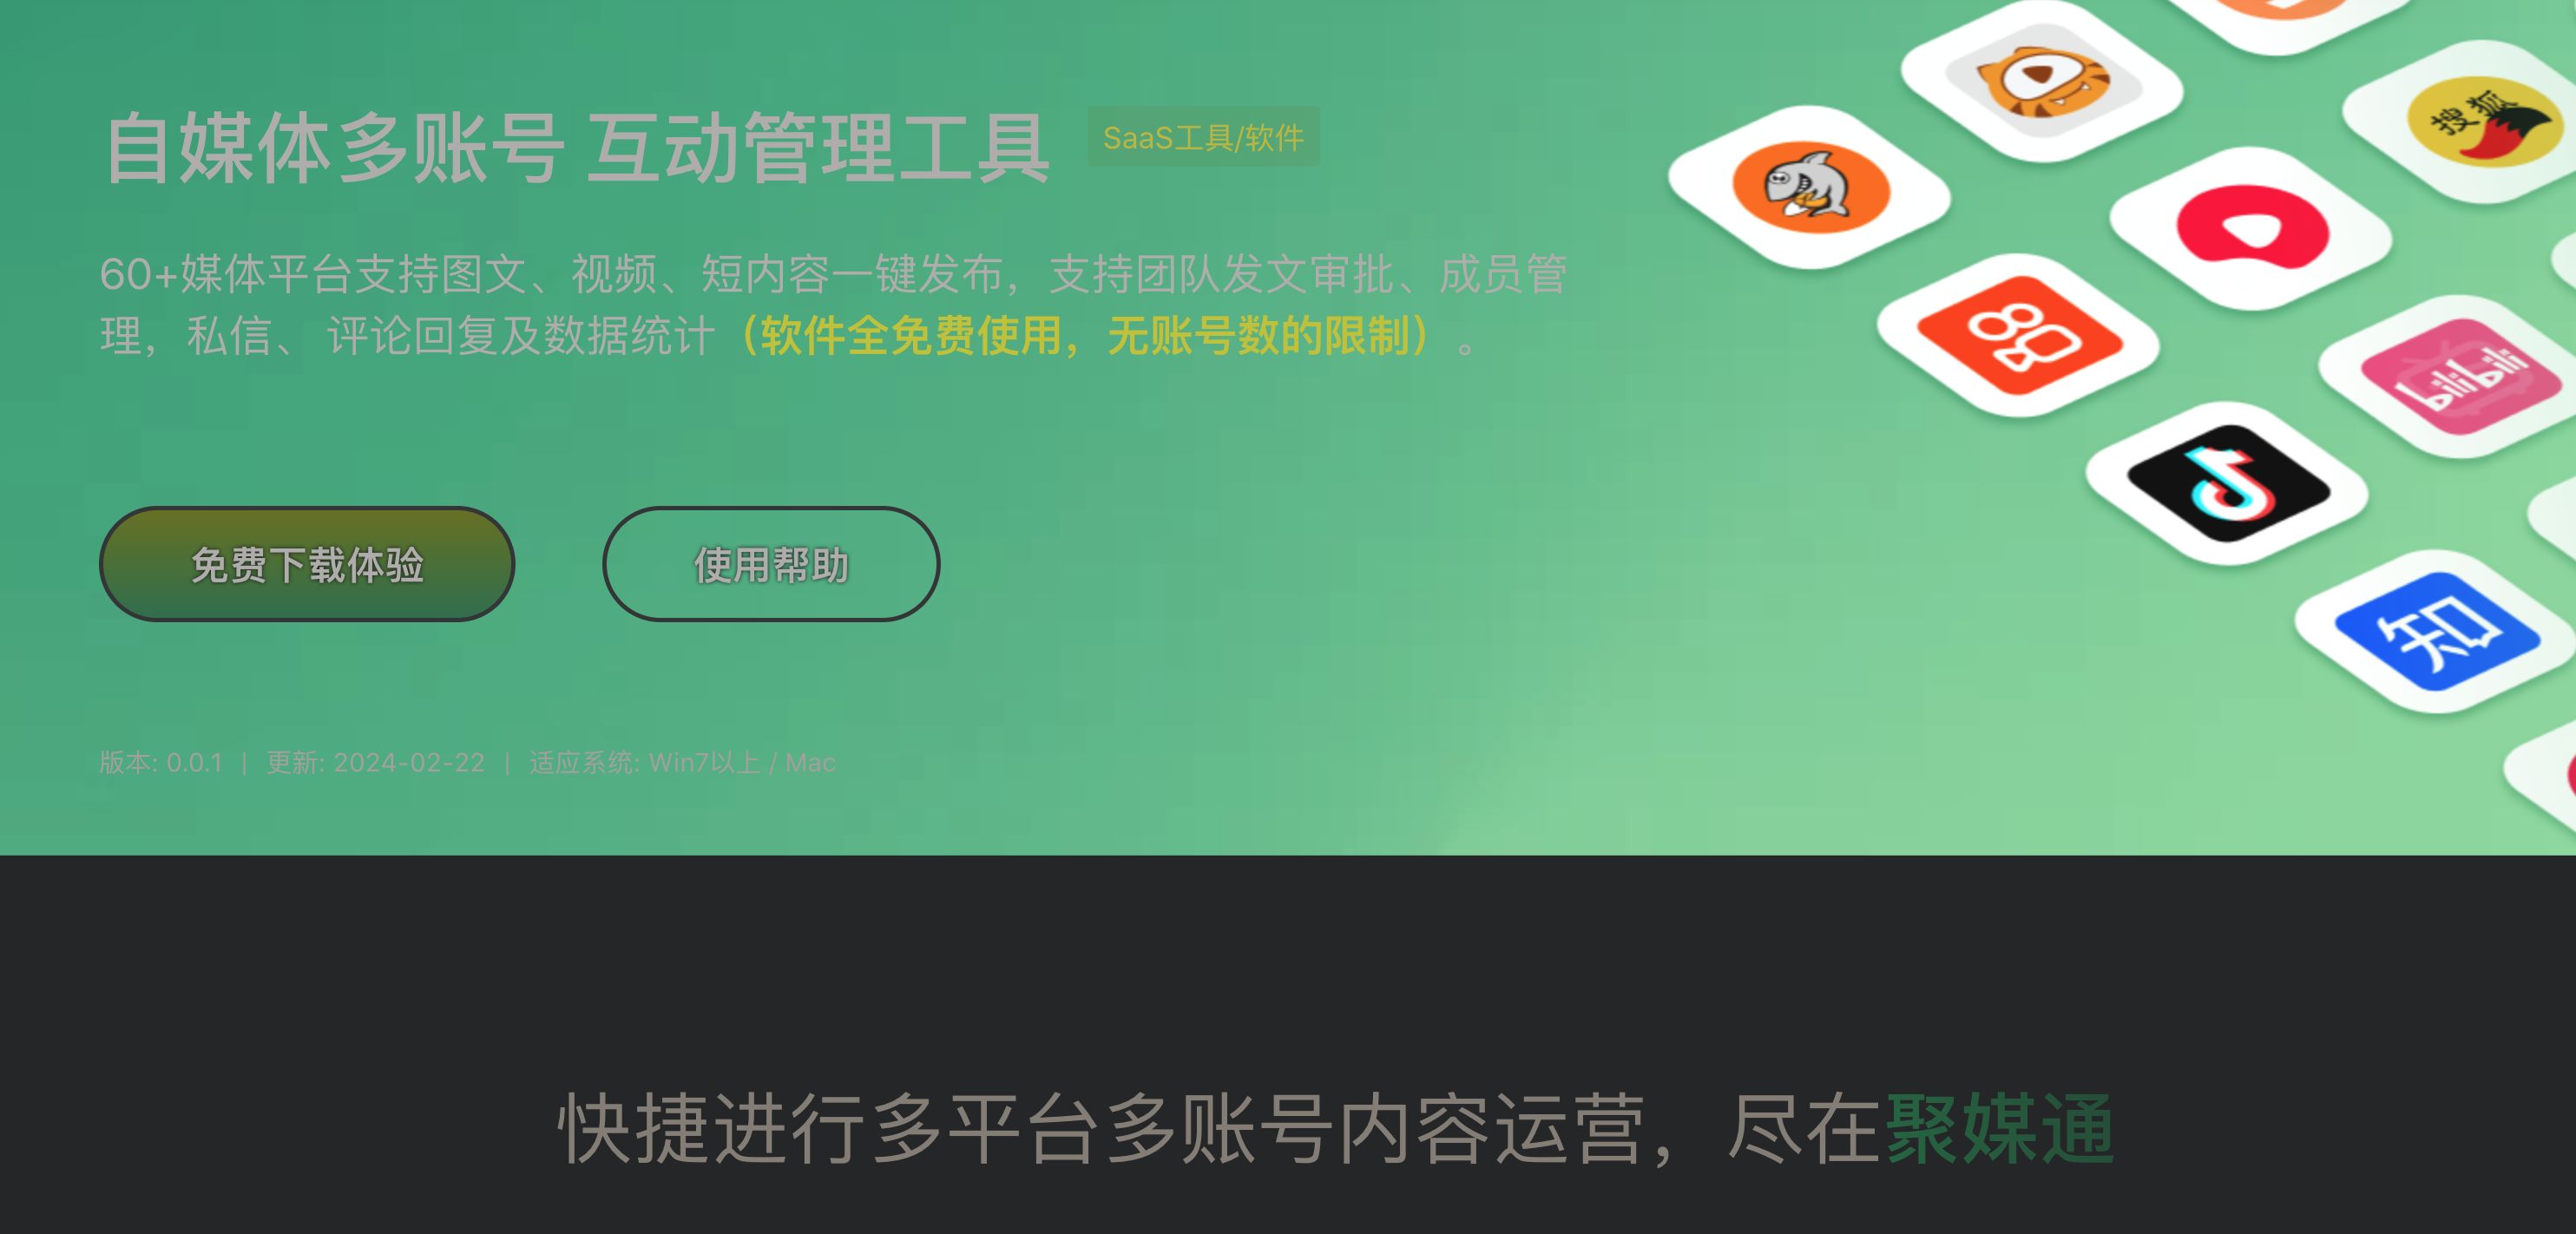 自媒体多账号 互动管理工具
SaaS工具/软件
60+媒体平台支持图文、视频、短内容一键发布，支持团队发文审批、成员管
理，私信、 评论回复及数据统计（软件全免费使用，无账号数的限制）。
搜狐
bilibili
知
免费下载体验
使用帮助
版本: 0.0.1 | 更新: 2024-02-22 | 适应系统: Win7以上 / Mac
快捷进行多平台多账号内容运营，尽在聚媒通